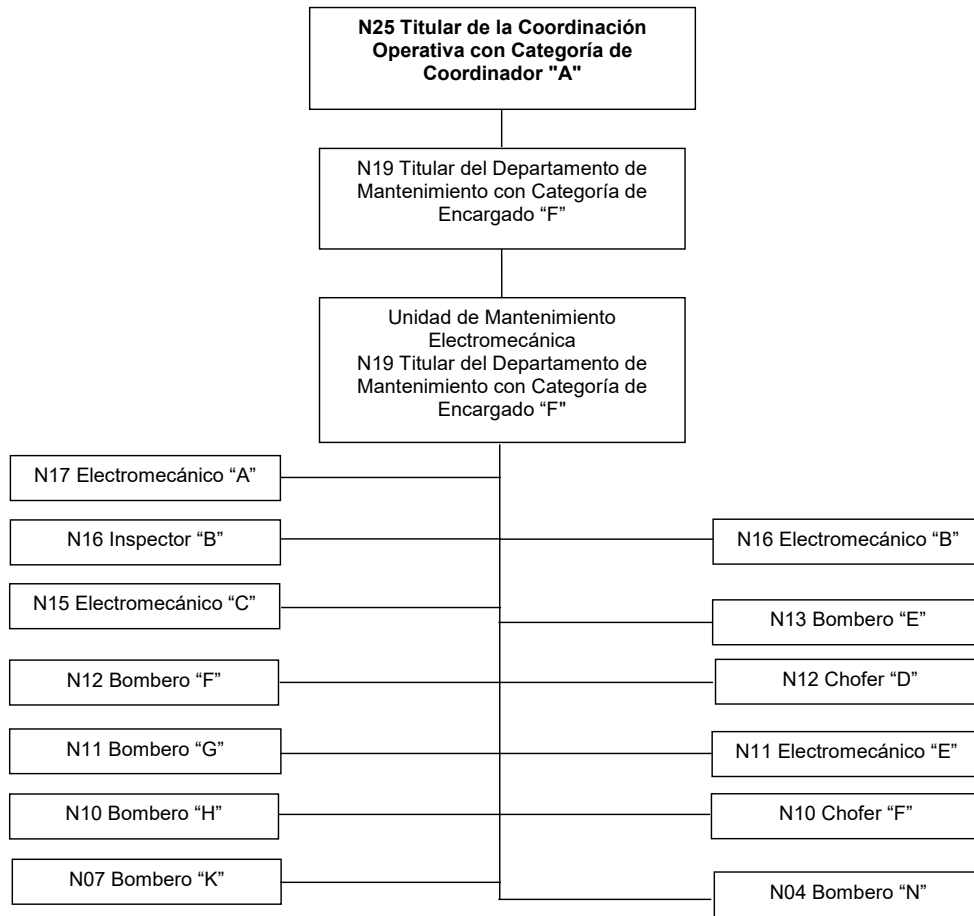 N25 Titular de la Coordinación
Operativa con Categoría de
Coordinador "A"
N19 Titular del Departamento de
Mantenimiento con Categoría de
Encargado “F”
Unidad de Mantenimiento
Electromecánica
N19 Titular del Departamento de
Mantenimiento con Categoría de
Encargado “F"
N17 Electromecánico “A”
N16 Inspector “B”
N16 Electromecánico “B”
N15 Electromecánico “C”
N13 Bombero “E”
N12 Bombero “F”
N12 Chofer “D”
N11 Bombero “G”
N11 Electromecánico “E”
N10 Bombero “H”
N10 Chofer “F”
N07 Bombero “K”
N04 Bombero “N”